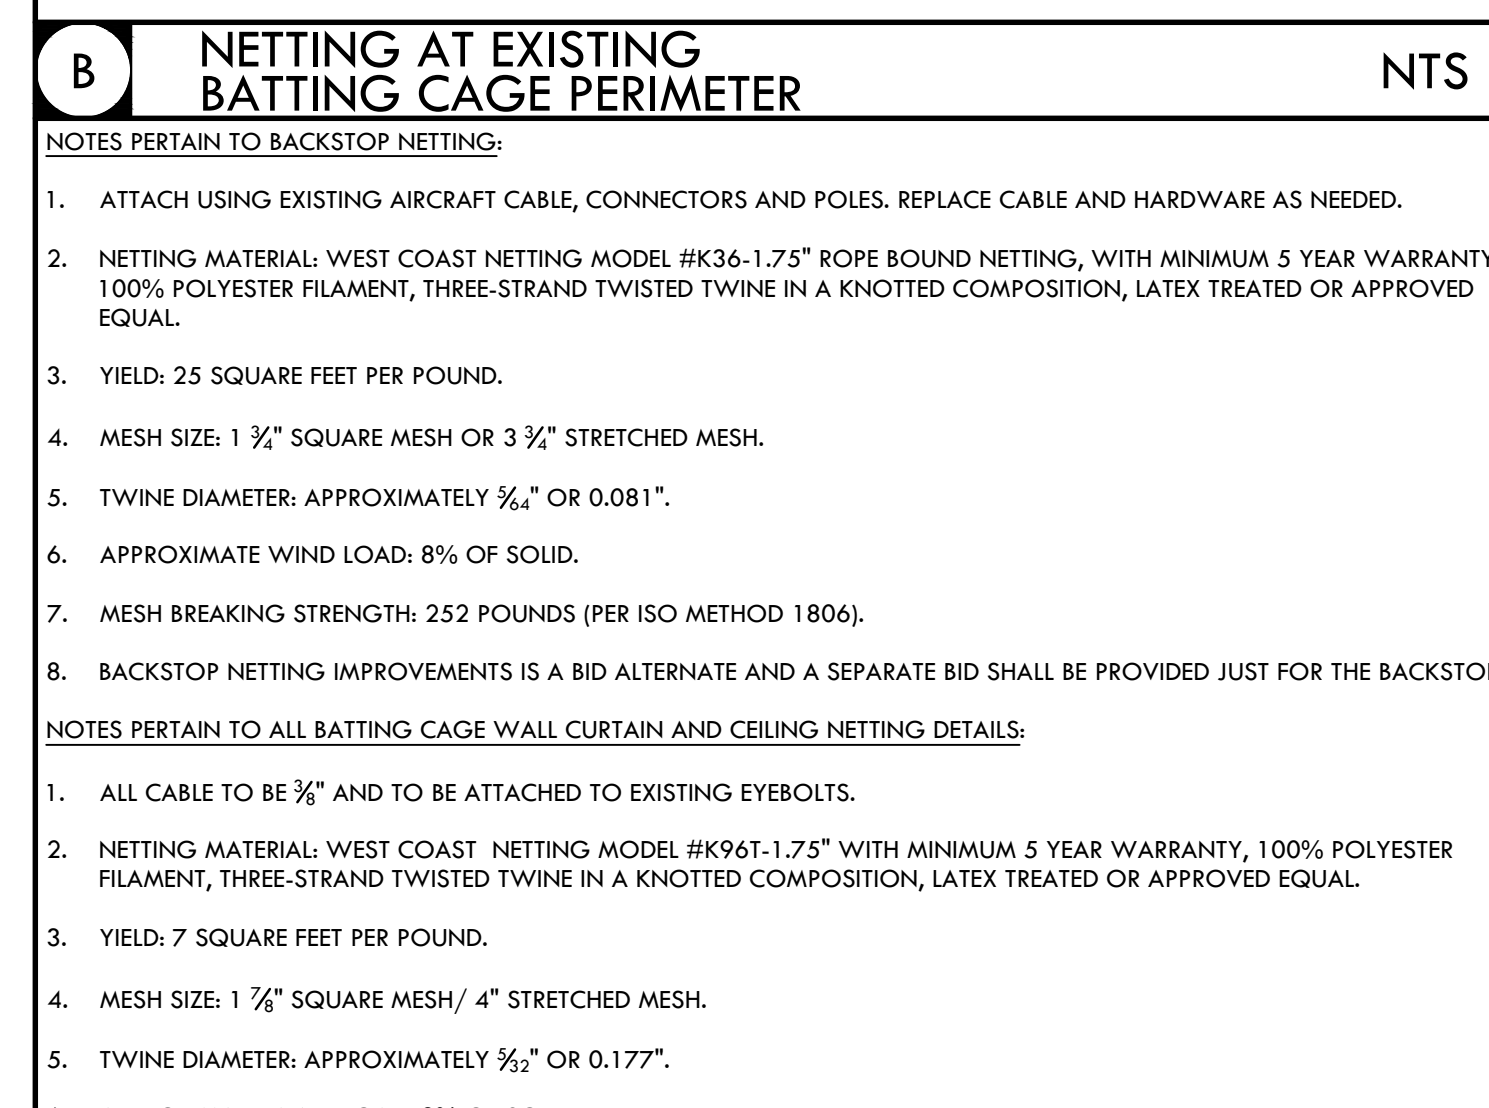 B
NETTING AT EXISTING
BATTING CAGE PERIMETER
NTS
NOTES PERTAIN TO BACKSTOP NETTING:
1. ATTACH USING EXISTING AIRCRAFT CABLE, CONNECTORS AND POLES. REPLACE CABLE AND HARDWARE AS NEEDED.
2. NETTING MATERIAL: WEST COAST NETTING MODEL #K36-1.75" ROPE BOUND NETTING, WITH MINIMUM 5 YEAR WARRANTY
100% POLYESTER FILAMENT, THREE-STRAND TWISTED TWINE IN A KNOTTED COMPOSITION, LATEX TREATED OR APPROVED
EQUAL.
3. YIELD: 25 SQUARE FEET PER POUND.
4. MESH SIZE: 1 3/4" SQUARE MESH OR 3 3/4" STRETCHED MESH.
5. TWINE DIAMETER: APPROXIMATELY 5/64" OR 0.081".
6. APPROXIMATE WIND LOAD: 8% OF SOLID.
7. MESH BREAKING STRENGTH: 252 POUNDS (PER ISO METHOD 1806).
8. BACKSTOP NETTING IMPROVEMENTS IS A BID ALTERNATE AND A SEPARATE BID SHALL BE PROVIDED JUST FOR THE
NOTES PERTAIN TO ALL BATTING CAGE WALL CURTAIN AND CEILING NETTING DETAILS:
1. ALL CABLE TO BE 3/8" AND TO BE ATTACHED TO EXISTING EYEBOLTS.
2. NETTING MATERIAL: WEST COAST  NETTING MODEL #K96T-1.75" WITH MINIMUM 5 YEAR WARRANTY, 100% POLYESTER
FILAMENT, THREE-STRAND TWISTED TWINE IN A KNOTTED COMPOSITION, LATEX TREATED OR APPROVED EQUAL.
3. YIELD: 7 SQUARE FEET PER POUND.
4. MESH SIZE: 1 7/8" SQUARE MESH/ 4" STRETCHED MESH.
5. TWINE DIAMETER: APPROXIMATELY 5/32" OR 0.177".